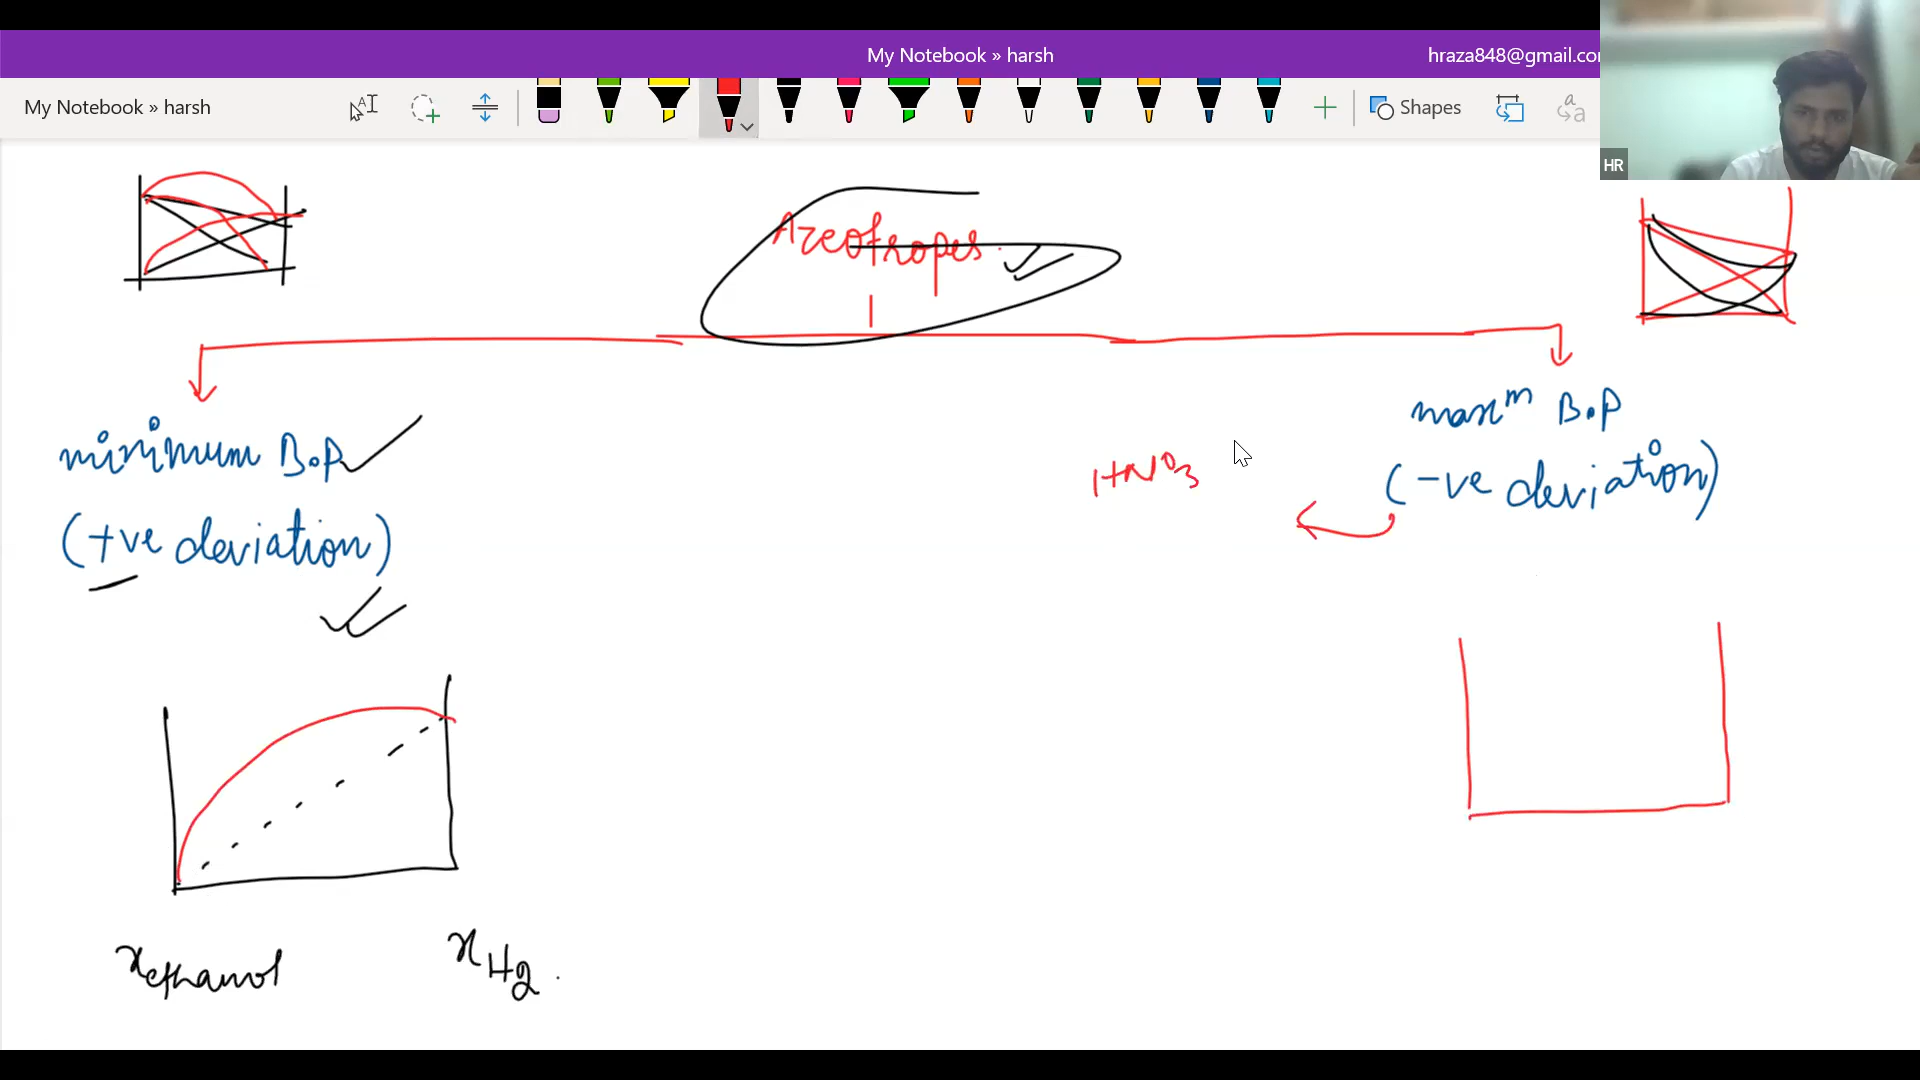 My Notebook » harsh
hraza848@gmail.co
My Notebook » harsh
Shapes
HR
Azeotropes
minimum B.P
(+ve deviation)
maxᵐ B.P
(-ve deviation)
HNO3
xethanol
xH2